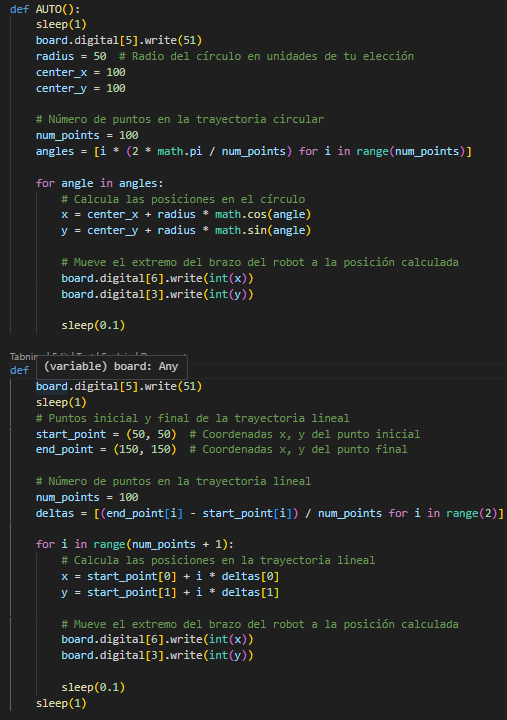 def AUTO():
    sleep(1)
    board.digital[5].write(51)
    radius = 50  # Radio del círculo en unidades de tu elección
    center_x = 100
    center_y = 100

    # Número de puntos en la trayectoria circular
    num_points = 100
    angles = [i * (2 * math.pi / num_points) for i in range(num_points)]

    for angle in angles:
        # Calcula las posiciones en el círculo
        x = center_x + radius * math.cos(angle)
        y = center_y + radius * math.sin(angle)

        # Mueve el extremo del brazo del robot a la posición calculada
        board.digital[6].write(int(x))
        board.digital[3].write(int(y))

        sleep(0.1)

(variable) board: Any
def
    board.digital[5].write(51)
    sleep(1)
    # Puntos inicial y final de la trayectoria lineal
    start_point = (50, 50)  # Coordenadas x, y del punto inicial
    end_point = (150, 150)  # Coordenadas x, y del punto final

    # Número de puntos en la trayectoria lineal
    num_points = 100
    deltas = [(end_point[i] - start_point[i]) / num_points for i in range(2)]

    for i in range(num_points + 1):
        # Calcula las posiciones en la trayectoria lineal
        x = start_point[0] + i * deltas[0]
        y = start_point[1] + i * deltas[1]

        # Mueve el extremo del brazo del robot a la posición calculada
        board.digital[6].write(int(x))
        board.digital[3].write(int(y))

        sleep(0.1)
    sleep(1)